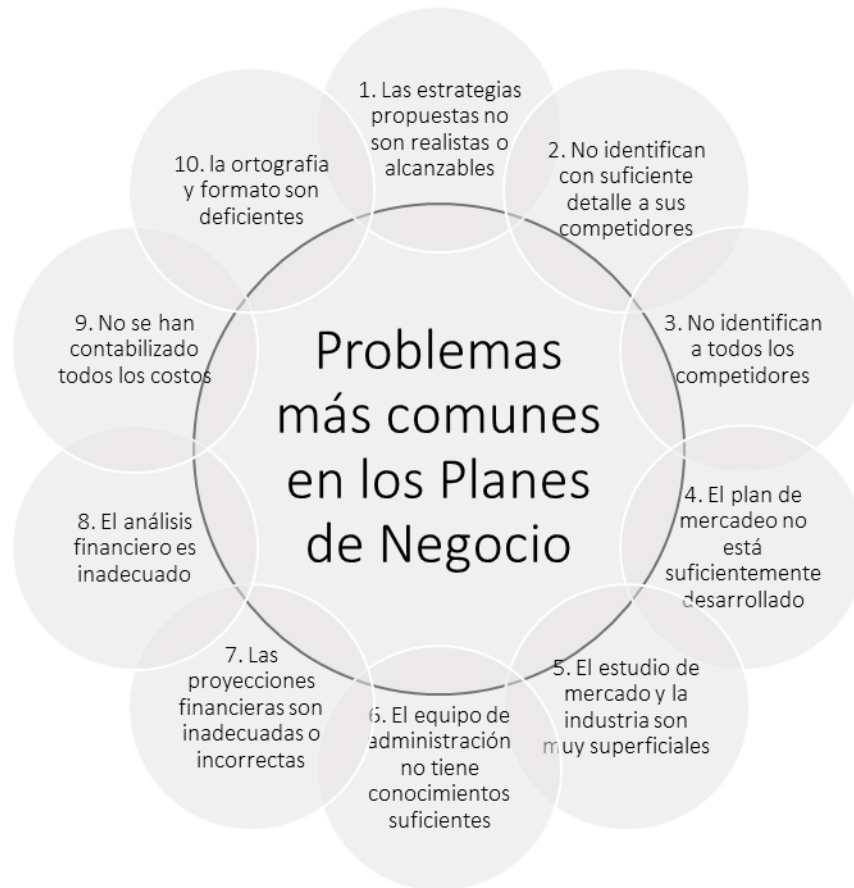 Problemas
más comunes
en los Planes
de Negocio
1. Las estrategias
propuestas no
son realistas o
alcanzables
2. No identifican
con suficiente
detalle a sus
competidores
3. No identifican
a todos los
competidores
4. El plan de
mercadeo no
está
suficientemente
desarrollado
5. El estudio de
mercado y la
industria son
muy superficiales
6. El equipo de
administración
no tiene
conocimientos
suficientes
7. Las
proyecciones
financieras son
inadecuadas o
incorrectas
8. El análisis
financiero es
inadecuado
9. No se han
contabilizado
todos los costos
10. la ortografia
y formato son
deficientes